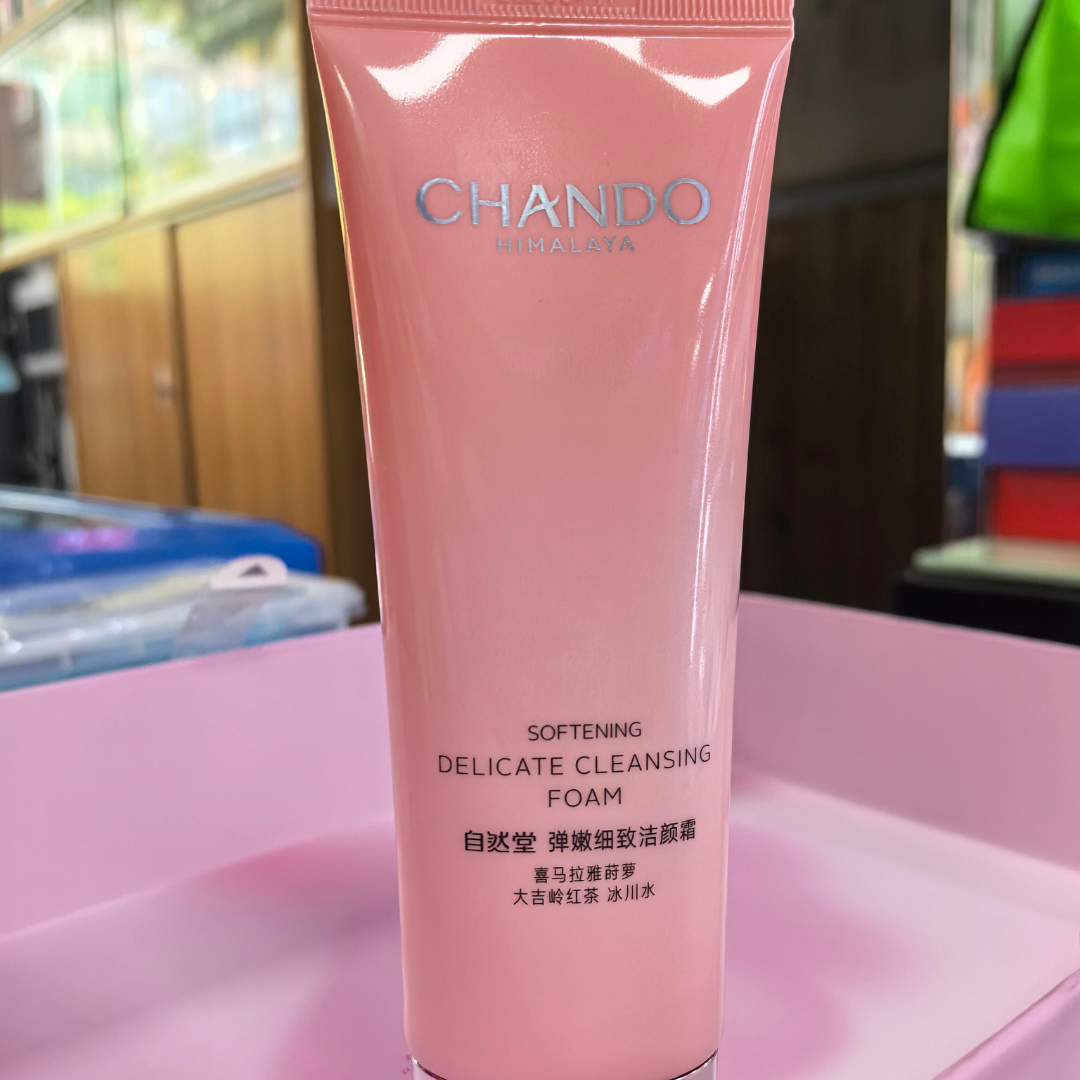 CHANDO
HIMALAYA
SOFTENING
DELICATE CLEANSING
FOAM
自然堂 弹嫩细致洁颜霜
喜马拉雅莳萝
大吉岭红茶 冰川水